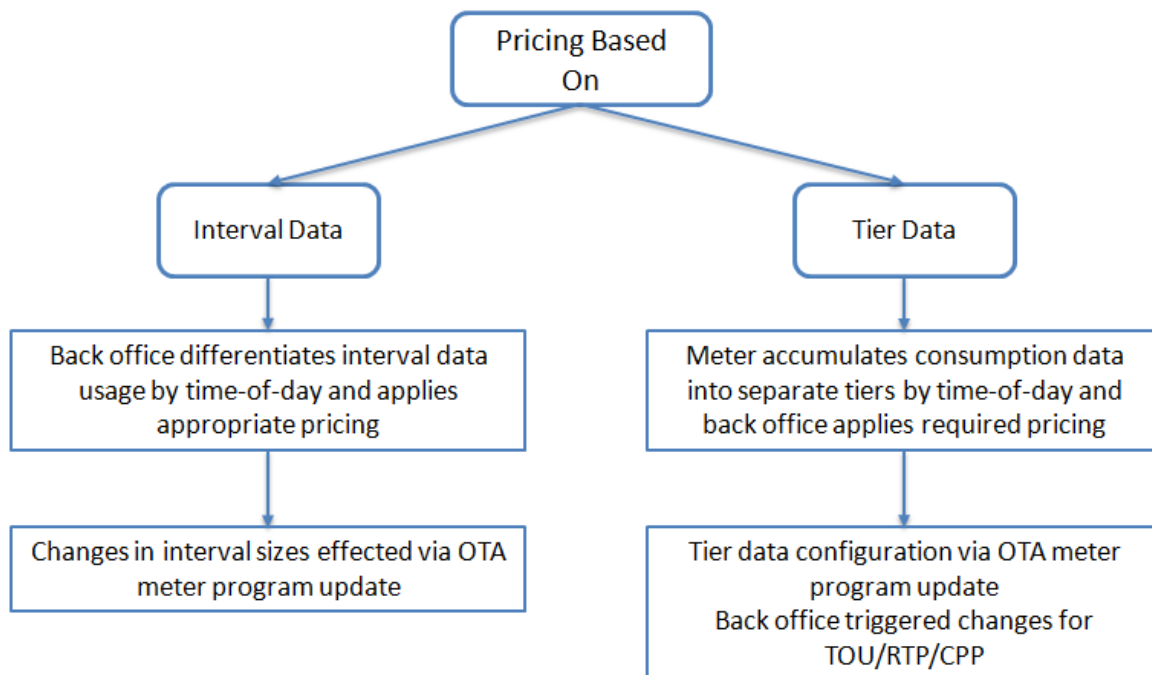 Pricing Based
On
Interval Data
Tier Data
Back office differentiates interval data
usage by time-of-day and applies
appropriate pricing
Meter accumulates consumption data
into separate tiers by time-of-day and
back office applies required pricing
Changes in interval sizes effected via OTA
meter program update
Tier data configuration via OTA meter
program update
Back office triggered changes for
TOU/RTP/CPP